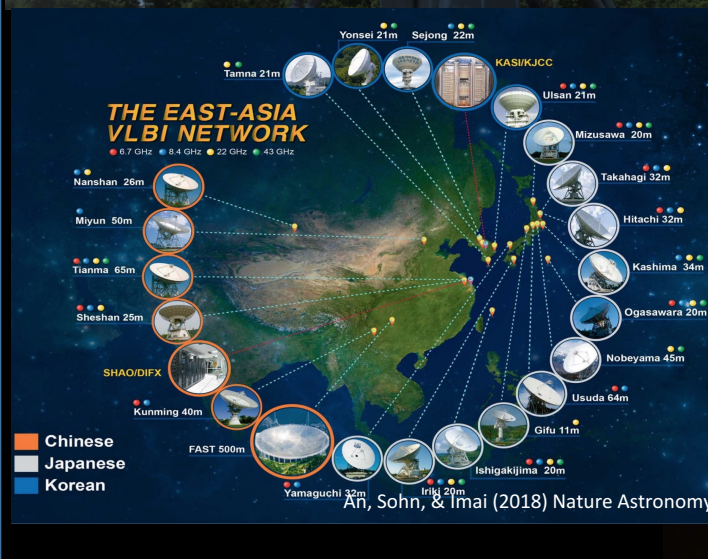 Yonsei 21m
Sejong 22m
Tamna 21m
KASI/KJCC
Ulsan 21m
THE EAST-ASIA
VLBI NETWORK
6.7 GHz 8.4 GHz 22 GHz 43 GHz
Mizusawa 20m
Takahagi 32m
Nanshan 26m
Hitachi 32m
Miyun 50m
Kashima 34m
Tianma 65m
Ogasawara 20m
Sheshan 25m
Nobeyama 45m
SHAO/DIFX
Usuda 64m
Kunming 40m
Gifu 11m
FAST 500m
Ishigakijima 20m
Yamaguchi 32m
Iriki 20m
Chinese
Japanese
Korean
An, Sohn, & Imai (2018) Nature Astronomy